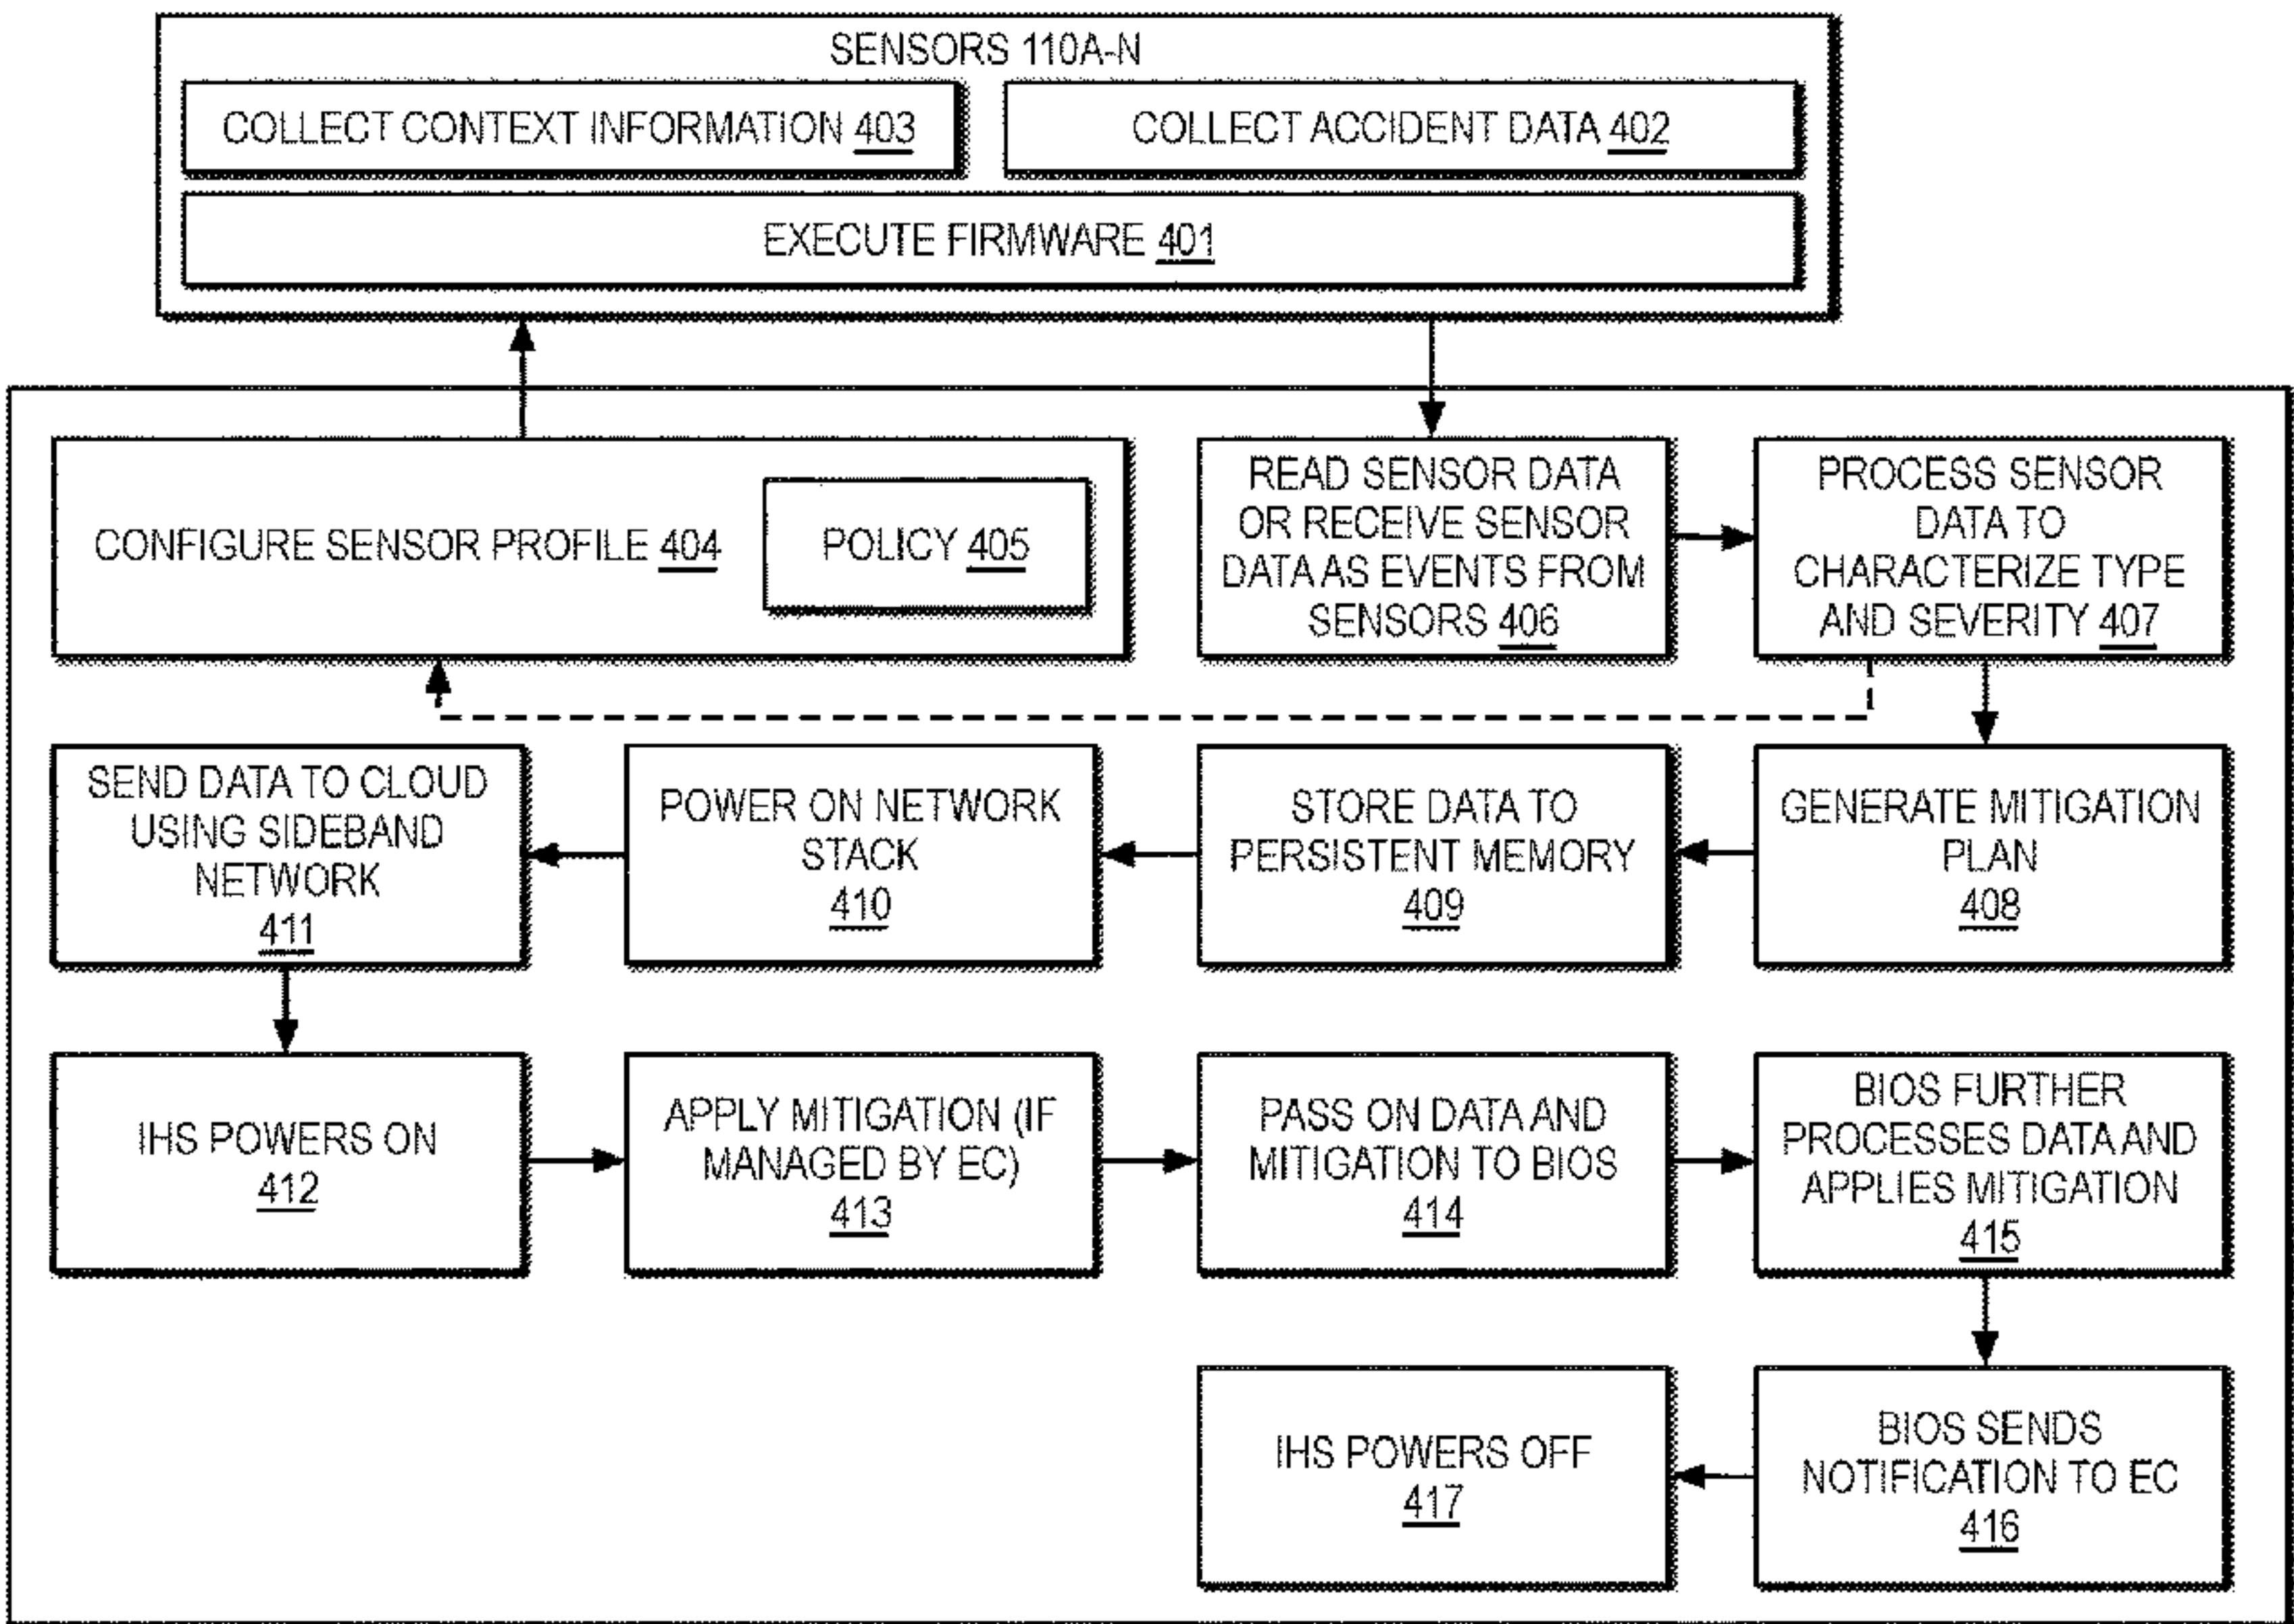 SENSORS 110A-N
COLLECT CONTEXT INFORMATION 403
COLLECT ACCIDENT DATA 402
EXECUTE FIRMWARE 401
CONFIGURE SENSOR PROFILE 404
POLICY 405
READ SENSOR DATA
OR RECEIVE SENSOR
DATA AS EVENTS FROM
SENSORS 406
PROCESS SENSOR
DATA TO
CHARACTERIZE TYPE
AND SEVERITY 407
SEND DATA TO CLOUD
USING SIDEBAND
NETWORK
411
POWER ON NETWORK
STACK
410
STORE DATA TO
PERSISTENT MEMORY
409
GENERATE MITIGATION
PLAN
408
IHS POWERS ON
412
APPLY MITIGATION (IF
MANAGED BY EC)
413
PASS ON DATA AND
MITIGATION TO BIOS
414
BIOS FURTHER
PROCESSES DATA AND
APPLIES MITIGATION
415
IHS POWERS OFF
417
BIOS SENDS
NOTIFICATION TO EC
416